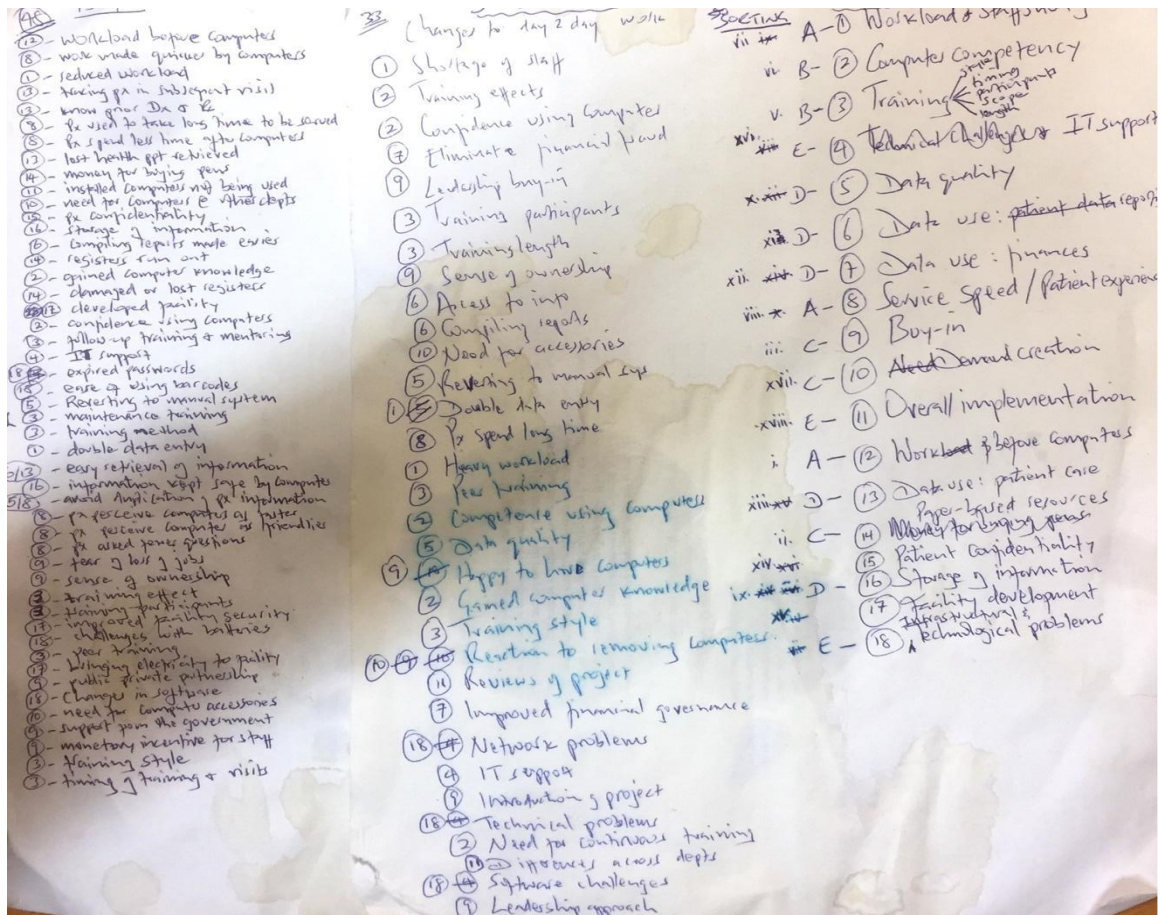 48
12 - workload before computers
8 - work made quicker by computers
1 - reduced workload
13 - tracing px in subsequent visits
13 - know prior Dx & Rx
8 - Px used to take long time to be served
8 - Px spend less time after computers
13 - lost health ppt retrieved
14 - money for buying pens
11 - installed computers not being used
10 - need for computers @ other depts
15 - px confidentiality
16 - storage of information
6 - compiling reports made easier
14 - registers run out
2 - gained computer knowledge
14 - damaged or lost registers
17 - developed facility
2 - confidence using computers
3 - follow-up training & mentoring
4 - IT support
18 - expired passwords
18 - ease of using barcodes
5 - Reverting to manual system
3 - maintenance training
3 - training method
1 - double data entry
/13 - easy retrieval of information
16 - information kept safe by computer
5/8 - avoid duplication of px information
8 - px perceive computers as faster
8 - px perceive computer as friendlier
8 - px asked fewer questions
9 - fear of loss of jobs
9 - sense of ownership
3 - training effect
3 - training participants
17 - improved facility security
18 - challenges with batteries
3 - peer training
17 - bringing electricity to facility
9 - public private partnership
18 - Changes in software
10 - need for computer accessories
9 - support from the government
9 - monetary incentive for staff
3 - training style
3 - timing of training & visits
33
Changes to day 2 day work
1 Shortage of staff
2 Training effects
2 Confidence using computer
7 Eliminate financial fraud
9 Leadership buy-in
3 Training participants
3 Training length
9 Sense of ownership
6 Access to info
6 Compiling reports
10 Need for accessories
5 Reverting to manual sys
1 Double data entry
8 Px spend long time
1 Heavy workload
3 Peer training
2 Competence using computers
5 Data quality
9 Happy to have computers
2 Gained computer knowledge
3 Training style
10 Reaction to removing computers
11 Reviews of project
7 Improved financial governance
18 Network problems
4 IT support
9 Introduction of project
18 Technical problems
2 Need for continuous training
11 Differences across depts
18 Software challenges
9 Leadership approach
SORTING
vii A - 1 Workload & staffing
vi B - 2 Computer competency
v. B - 3 Training style timing participants scope length
xvi. E - 4 Technical challenges & IT support
x. D - 5 Data quality
D - 6 Data use: patient data
xii. D - 7 Data use: finances
viii. A - 8 Service speed / Patient experience
iii. C - 9 Buy-in
xvii. C - 10 Need Demand creation
xviii. E - 11 Overall implementation
i. A - 12 Work before computers
xiii D - 13 Data use: patient care
Paper-based resources
ii. C - 14 Money for buying pens
xiv 15 Patient confidentiality
ix. D - 16 Storage of information
17 Facility development
Infrastructural &
E - 18 Technological problems